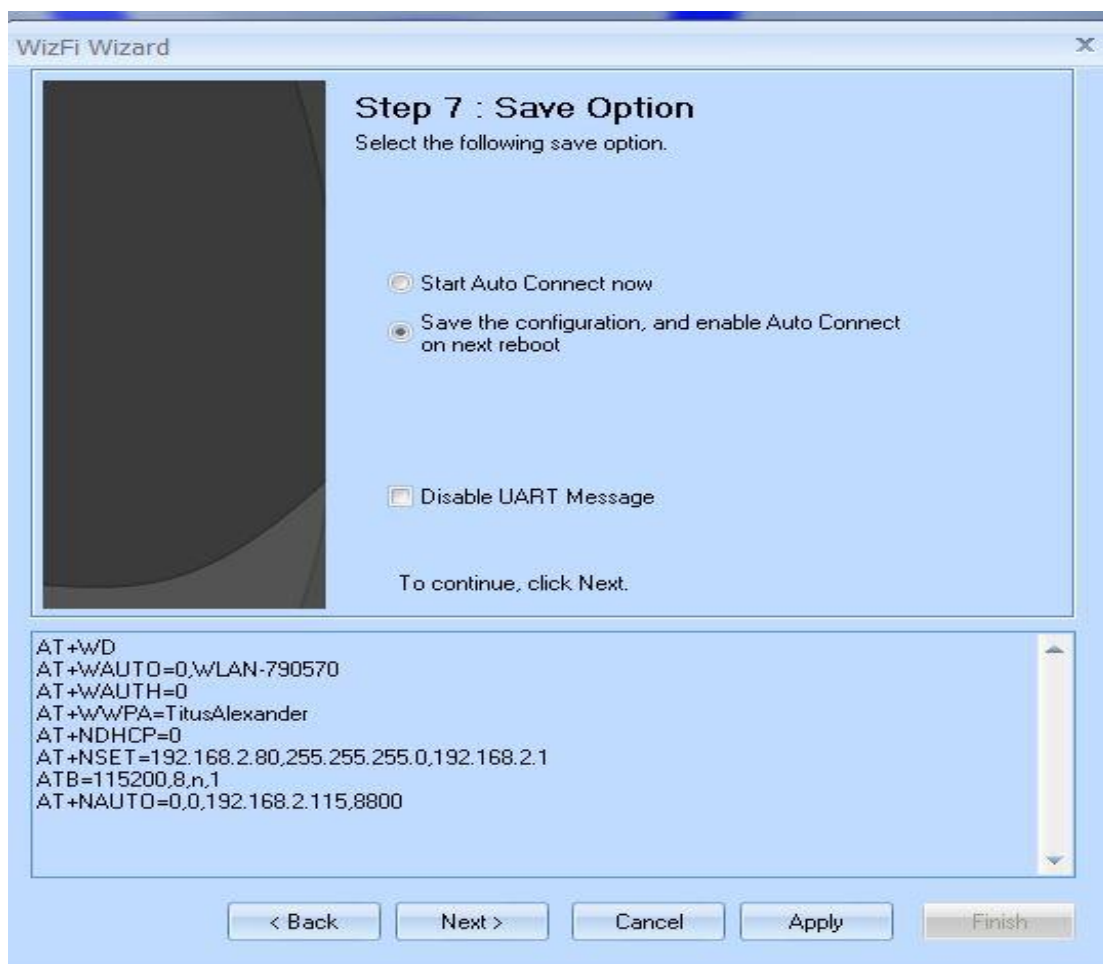 WizFi Wizard
x
Step 7 : Save Option
Select the following save option.
Start Auto Connect now
Save the configuration, and enable Auto Connect
on next reboot
Disable UART Message
To continue, click Next.
AT+WD
AT+WAUTO=0,WLAN-790570
AT+WAUTH=0
AT+WWPA=TitusAlexander
AT+NDHCP=0
AT+NSET=192.168.2.80,255.255.255.0,192.168.2.1
ATB=115200,8,n,1
AT+NAUTO=0,0,192.168.2.115,8800
< Back Next > Cancel Apply Finish